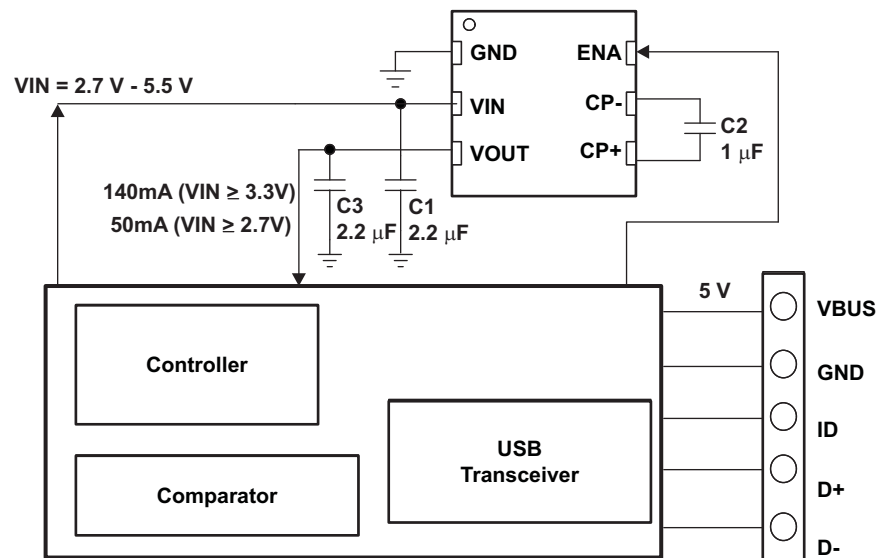 GND
ENA
VIN = 2.7 V - 5.5 V
VIN
CP-
C2
1 μF
VOUT
CP+
140mA (VIN ≥ 3.3V)
50mA (VIN ≥ 2.7V)
C3
2.2 μF
C1
2.2 μF
5 V
VBUS
Controller
GND
ID
USB
Transceiver
D+
Comparator
D-